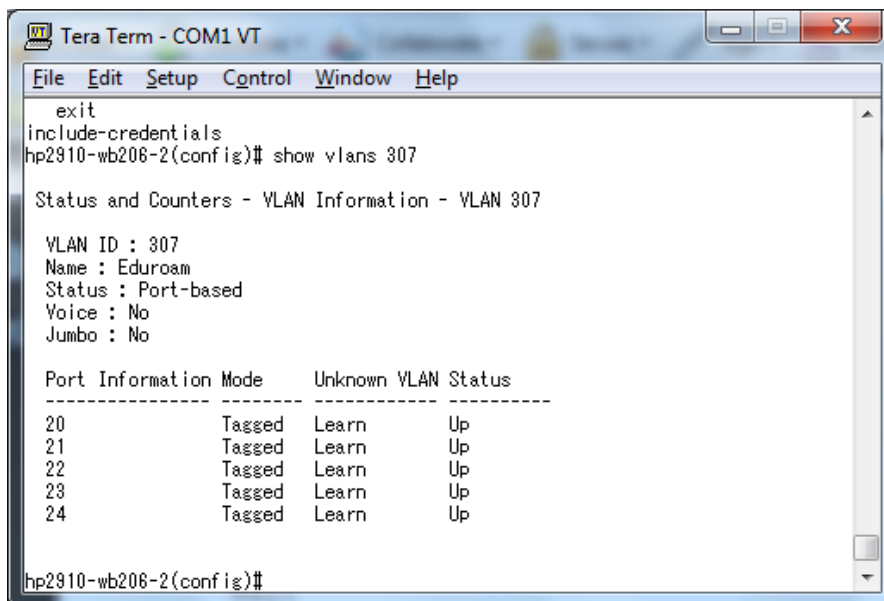 Tera Term - COM1 VT
File Edit Setup Control Window Help
exit
include-credentials
hp2910-wb206-2(config)# show vlans 307
Status and Counters - VLAN Information - VLAN 307
VLAN ID : 307
Name : Eduroam
Status : Port-based
Voice : No
Jumbo : No
Port Information Mode Unknown VLAN Status
---------------- -------- ------------ ----------
20 Tagged Learn Up
21 Tagged Learn Up
22 Tagged Learn Up
23 Tagged Learn Up
24 Tagged Learn Up
hp2910-wb206-2(config)#